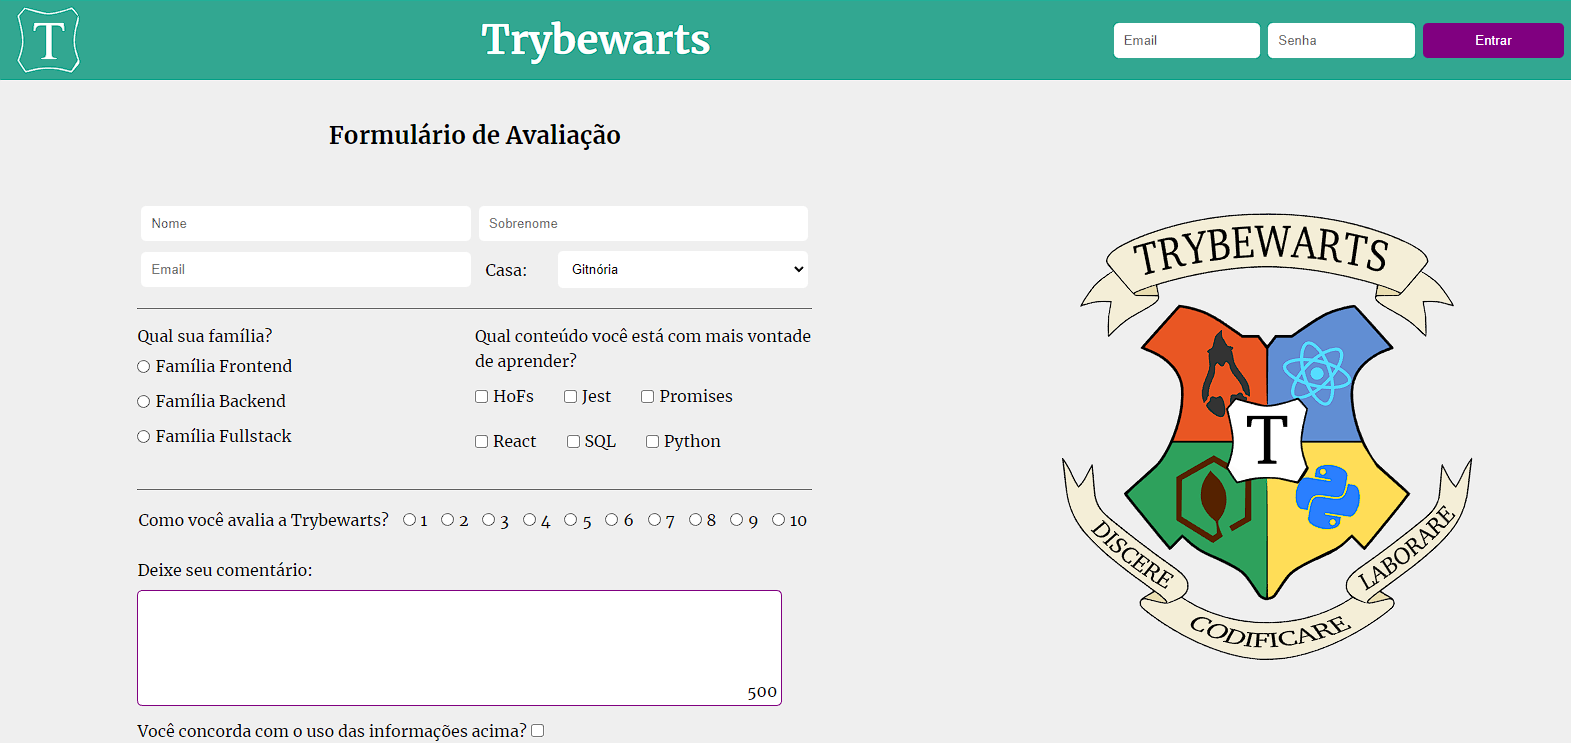 T
Trybewarts
Email
Senha
Entrar
Formulário de Avaliação
Nome
Sobrenome
Email
Casa:
Gitnória
Qual sua família?
Família Frontend
Família Backend
Família Fullstack
Qual conteúdo você está com mais vontade
de aprender?
HoFs Jest Promises
React SQL Python
Como você avalia a Trybewarts? 1 2 3 4 5 6 7 8 9 10
Deixe seu comentário:
500
Você concorda com o uso das informações acima?
TRYBEWARTS
T
DISCERE
CODIFICARE
LABORARE